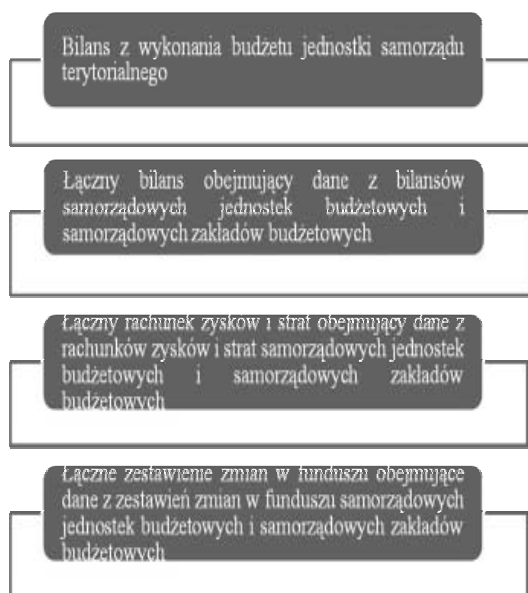 Bilans z wykonania budżetu jednostki samorządu
terytorialnego
Łączny bilans obejmujący dane z bilansów
samorządowych jednostek budżetowych i
samorządowych zakładów budżetowych
Łączny rachunek zysków i strat obejmujący dane z
rachunków zysków i strat samorządowych jednostek
budżetowych i samorządowych zakładów
budżetowych
Łączne zestawienie zmian w funduszu obejmujące
dane z zestawień zmian w funduszu samorządowych
jednostek budżetowych i samorządowych zakładów
budżetowych